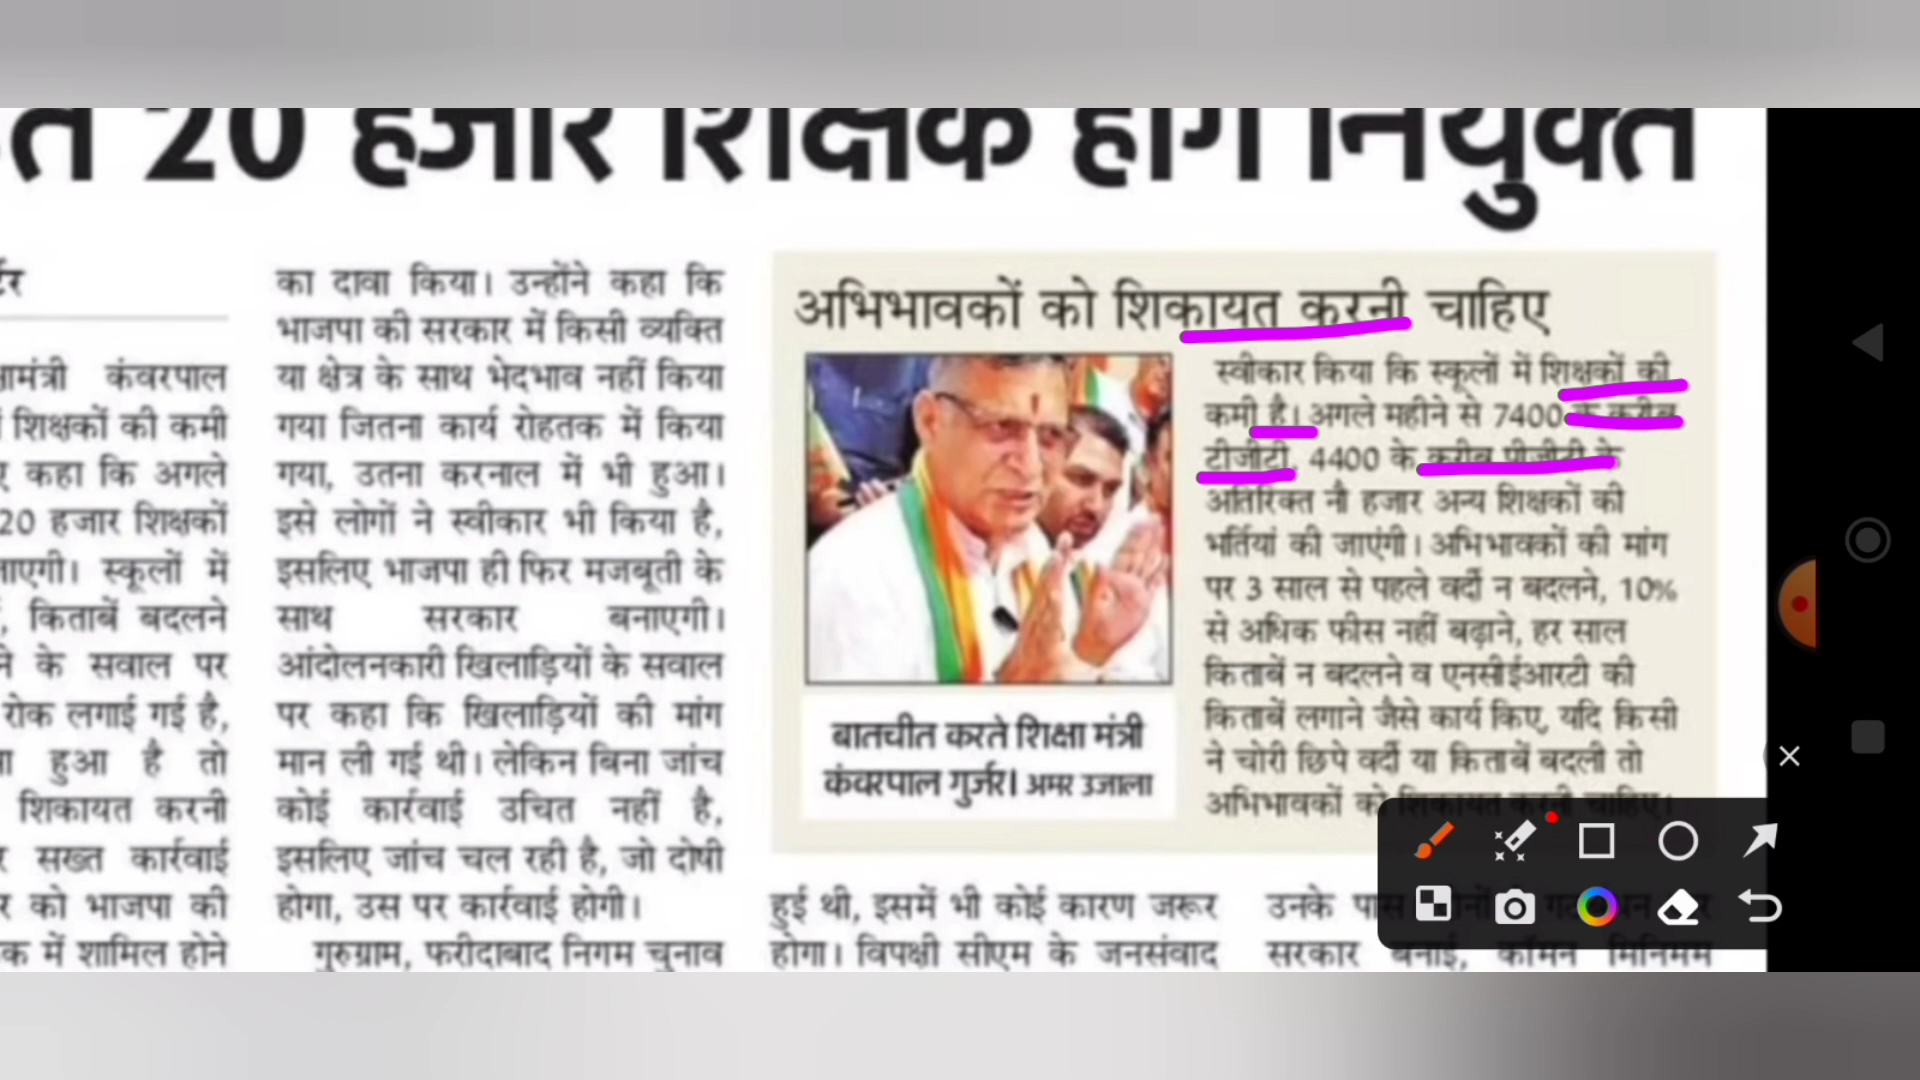 20 हजार शिक्षक होंगे नियुक्त
कंवरपाल
शिक्षकों की कमी
कहा कि अगले
20 हजार शिक्षकों
स्कूलों में
किताबें बदलने
के सवाल पर
रोक लगाई गई है,
हुआ है तो
शिकायत करनी
सख्त कार्रवाई
को भाजपा की
में शामिल होने
का दावा किया। उन्होंने कहा कि
भाजपा की सरकार में किसी व्यक्ति
या क्षेत्र के साथ भेदभाव नहीं किया
गया जितना कार्य रोहतक में किया
गया, उतना करनाल में भी हुआ।
इसे लोगों ने स्वीकार भी किया है,
इसलिए भाजपा ही फिर मजबूती के
साथ सरकार बनाएगी।
आंदोलनकारी खिलाड़ियों के सवाल
पर कहा कि खिलाड़ियों की मांग
मान ली गई थी। लेकिन बिना जांच
कोई कार्रवाई उचित नहीं है,
इसलिए जांच चल रही है, जो दोषी
होगा, उस पर कार्रवाई होगी।
गुरुग्राम, फरीदाबाद निगम चुनाव
अभिभावकों को शिकायत करनी चाहिए
स्वीकार किया कि स्कूलों में शिक्षकों की
कमी है। अगले महीने से 7400 के करीब
टीजीटी, 4400 के करीब पीजीटी के
अतिरिक्त नौ हजार अन्य शिक्षकों की
भर्तियां की जाएंगी। अभिभावकों की मांग
पर 3 साल से पहले वर्दी न बदलने, 10%
से अधिक फीस नहीं बढ़ाने, हर साल
किताबें न बदलने व एनसीईआरटी की
किताबें लगाने जैसे कार्य किए, यदि किसी
ने चोरी छिपे वर्दी या किताबें बदली तो
अभिभावकों को शिकायत करनी चाहिए।
बातचीत करते शिक्षा मंत्री
कंवरपाल गुर्जर। अमर उजाला
हुई थी, इसमें भी कोई कारण जरूर
होगा। विपक्षी सीएम के जनसंवाद
उनके पास
सरकार बनाई, कॉमन मिनिमम